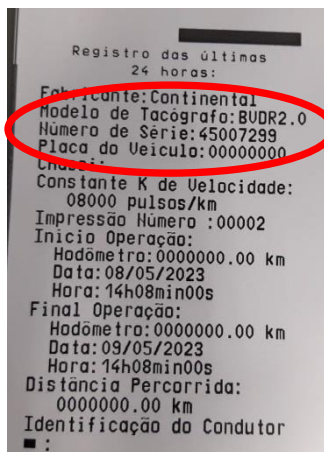 Registro das últimas
24 horas:
Fabricante:Continental
Modelo de Tacógrafo:BVDR2.0
Número de Série:45007299
Placa do Veículo:00000000
Chassi:
Constante K de Velocidade:
08000 pulsos/km
Impressão Número :00002
Início Operação:
Hodômetro:0000000.00 km
Data:08/05/2023
Hora:14h08min00s
Final Operação:
Hodômetro:0000000.00 km
Data:09/05/2023
Hora:14h08min00s
Distância Percorrida:
0000000.00 km
Identificação do Condutor
■ :